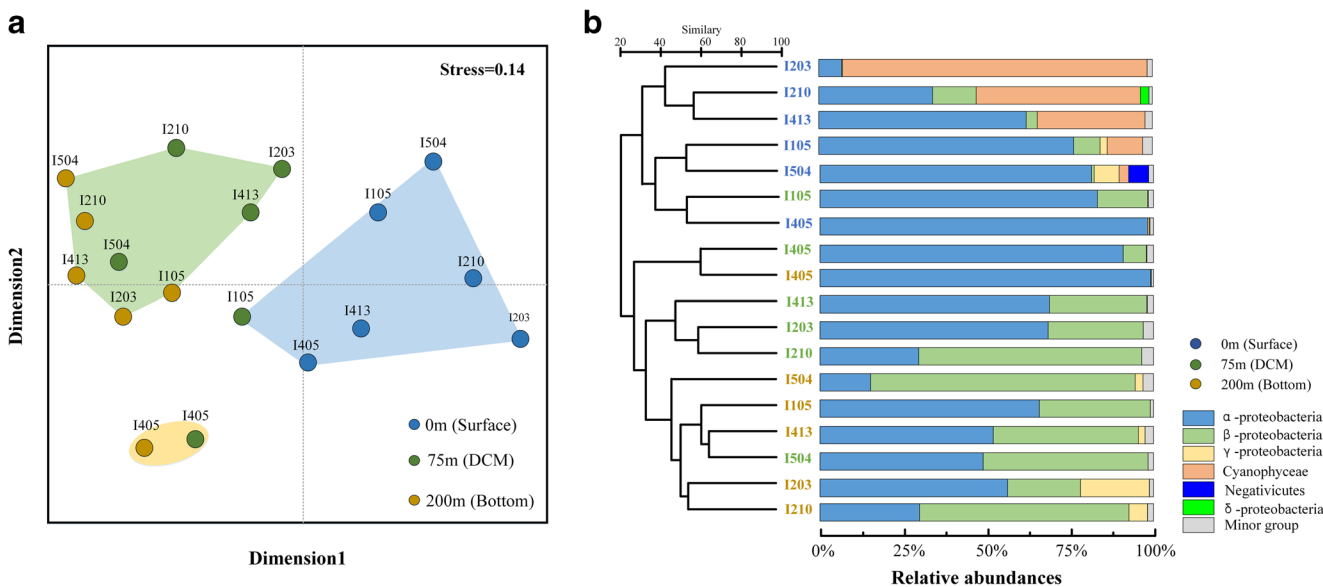 a
Stress=0.14
I210
I504
I203
I504
I105
I210
I413
I504
I413
I210
I105
I203
I105
I413
I203
I405
I405
I405
0m (Surface)
75m (DCM)
200m (Bottom)
Dimension1
Dimension2
b
Similary
20 40 60 80 100
I203
I210
I413
I105
I504
I105
I405
I405
I405
I413
I203
I210
I504
I105
I413
I504
I203
I210
0% 25% 50% 75% 100%
Relative abundances
0m (Surface)
75m (DCM)
200m (Bottom)
α -proteobacteria
β -proteobacteria
γ -proteobacteria
Cyanophyceae
Negativicutes
δ -proteobacteria
Minor group